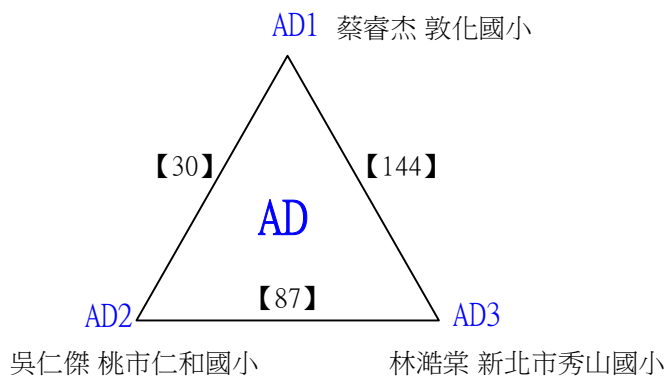 AD1 蔡睿杰 敦化國小
【30】 【144】
AD
【87】
AD2 AD3
吳仁傑 桃市仁和國小 林澔棠 新北市秀山國小